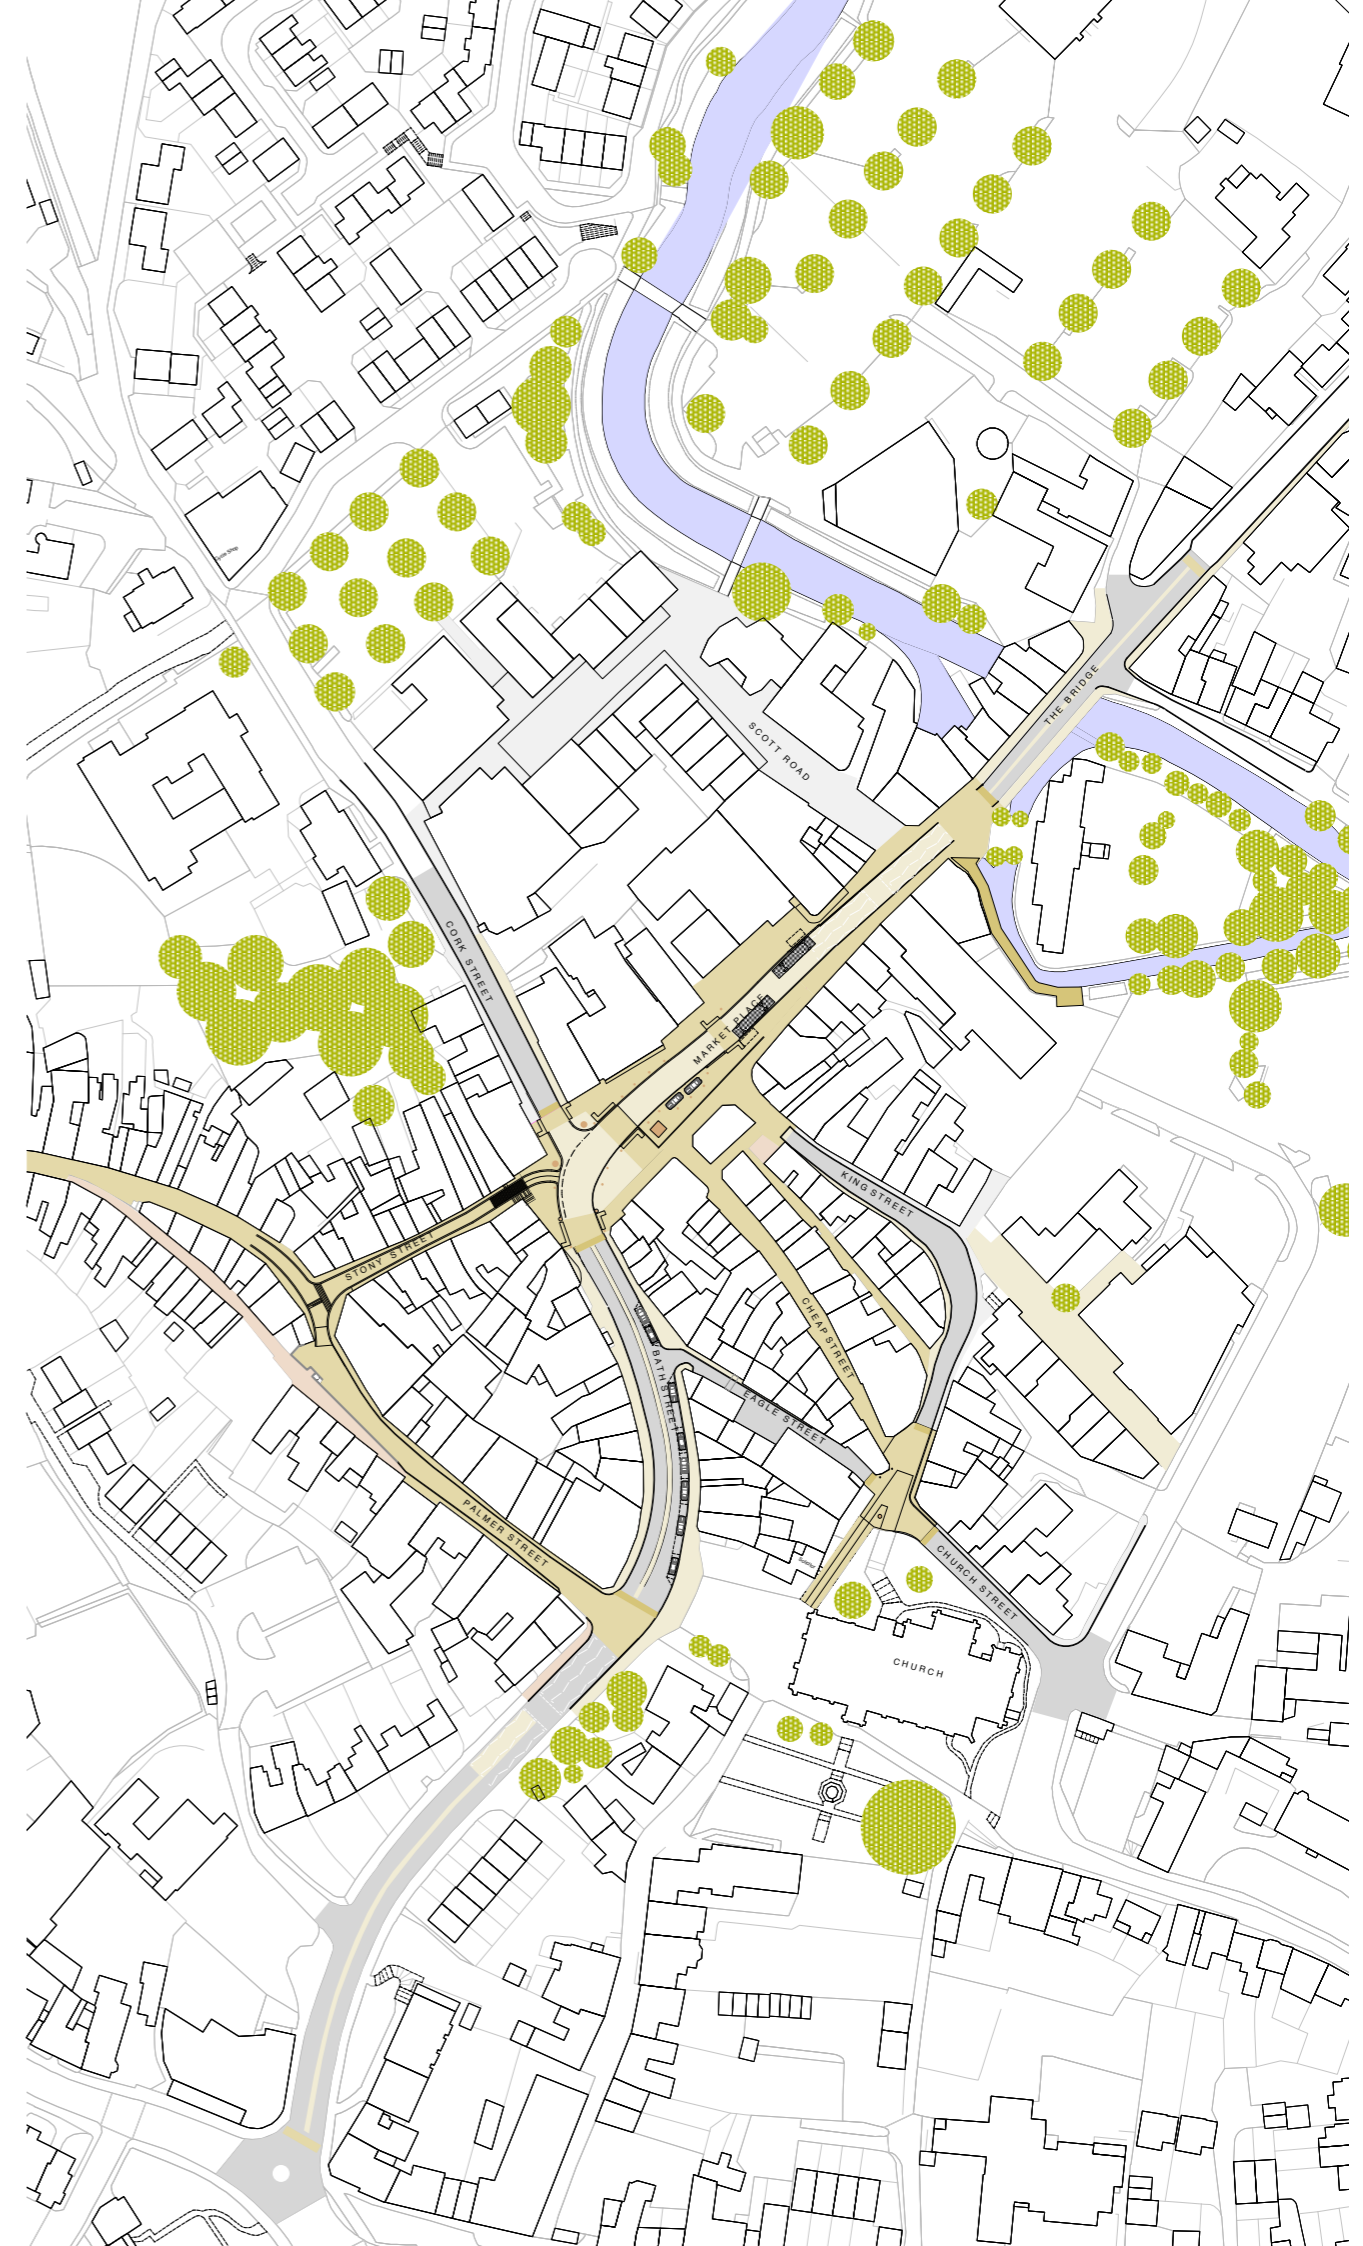 THE BRIDGE
SCOTT ROAD
CORK STREET
MARKET PLACE
KING STREET
STONY STREET
CHEAP STREET
BATH STREET
EAGLE STREET
PALMER STREET
CHURCH STREET
CHURCH